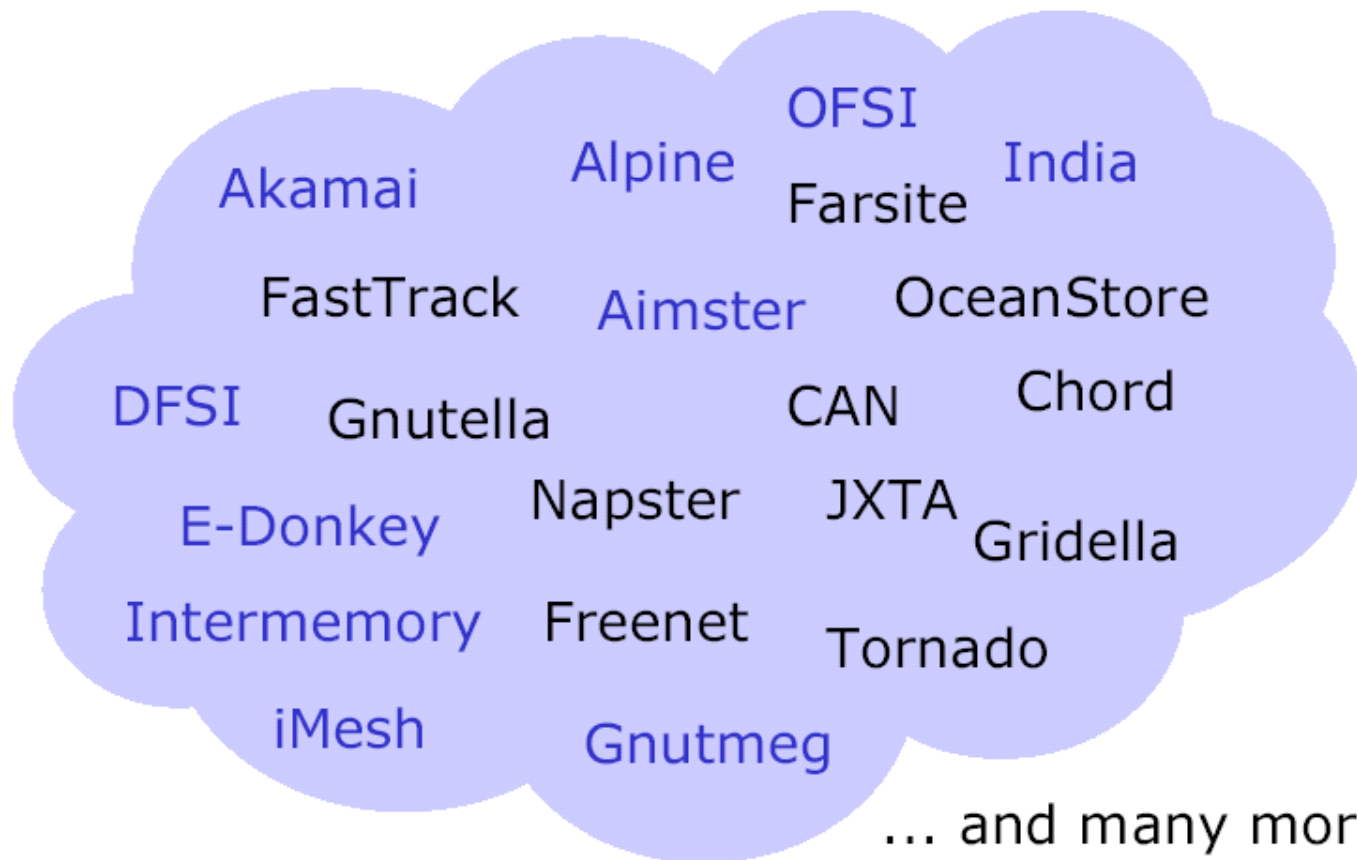 OFSI
Akamai
Alpine
India
Farsite
FastTrack
Aimster
OceanStore
DFSI
Gnutella
CAN
Chord
E-Donkey
Napster
JXTA
Gridella
Intermemory
Freenet
Tornado
iMesh
Gnutmeg
... and many mor